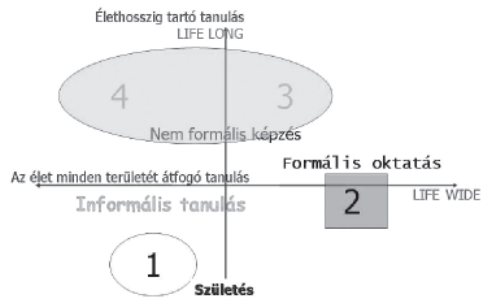 Élethosszig tartó tanulás
LIFE LONG
4
3
Nem formális képzés
Formális oktatás
Az élet minden területét átfogó tanulás
LIFE WIDE
Informális tanulás
2
1
Születés